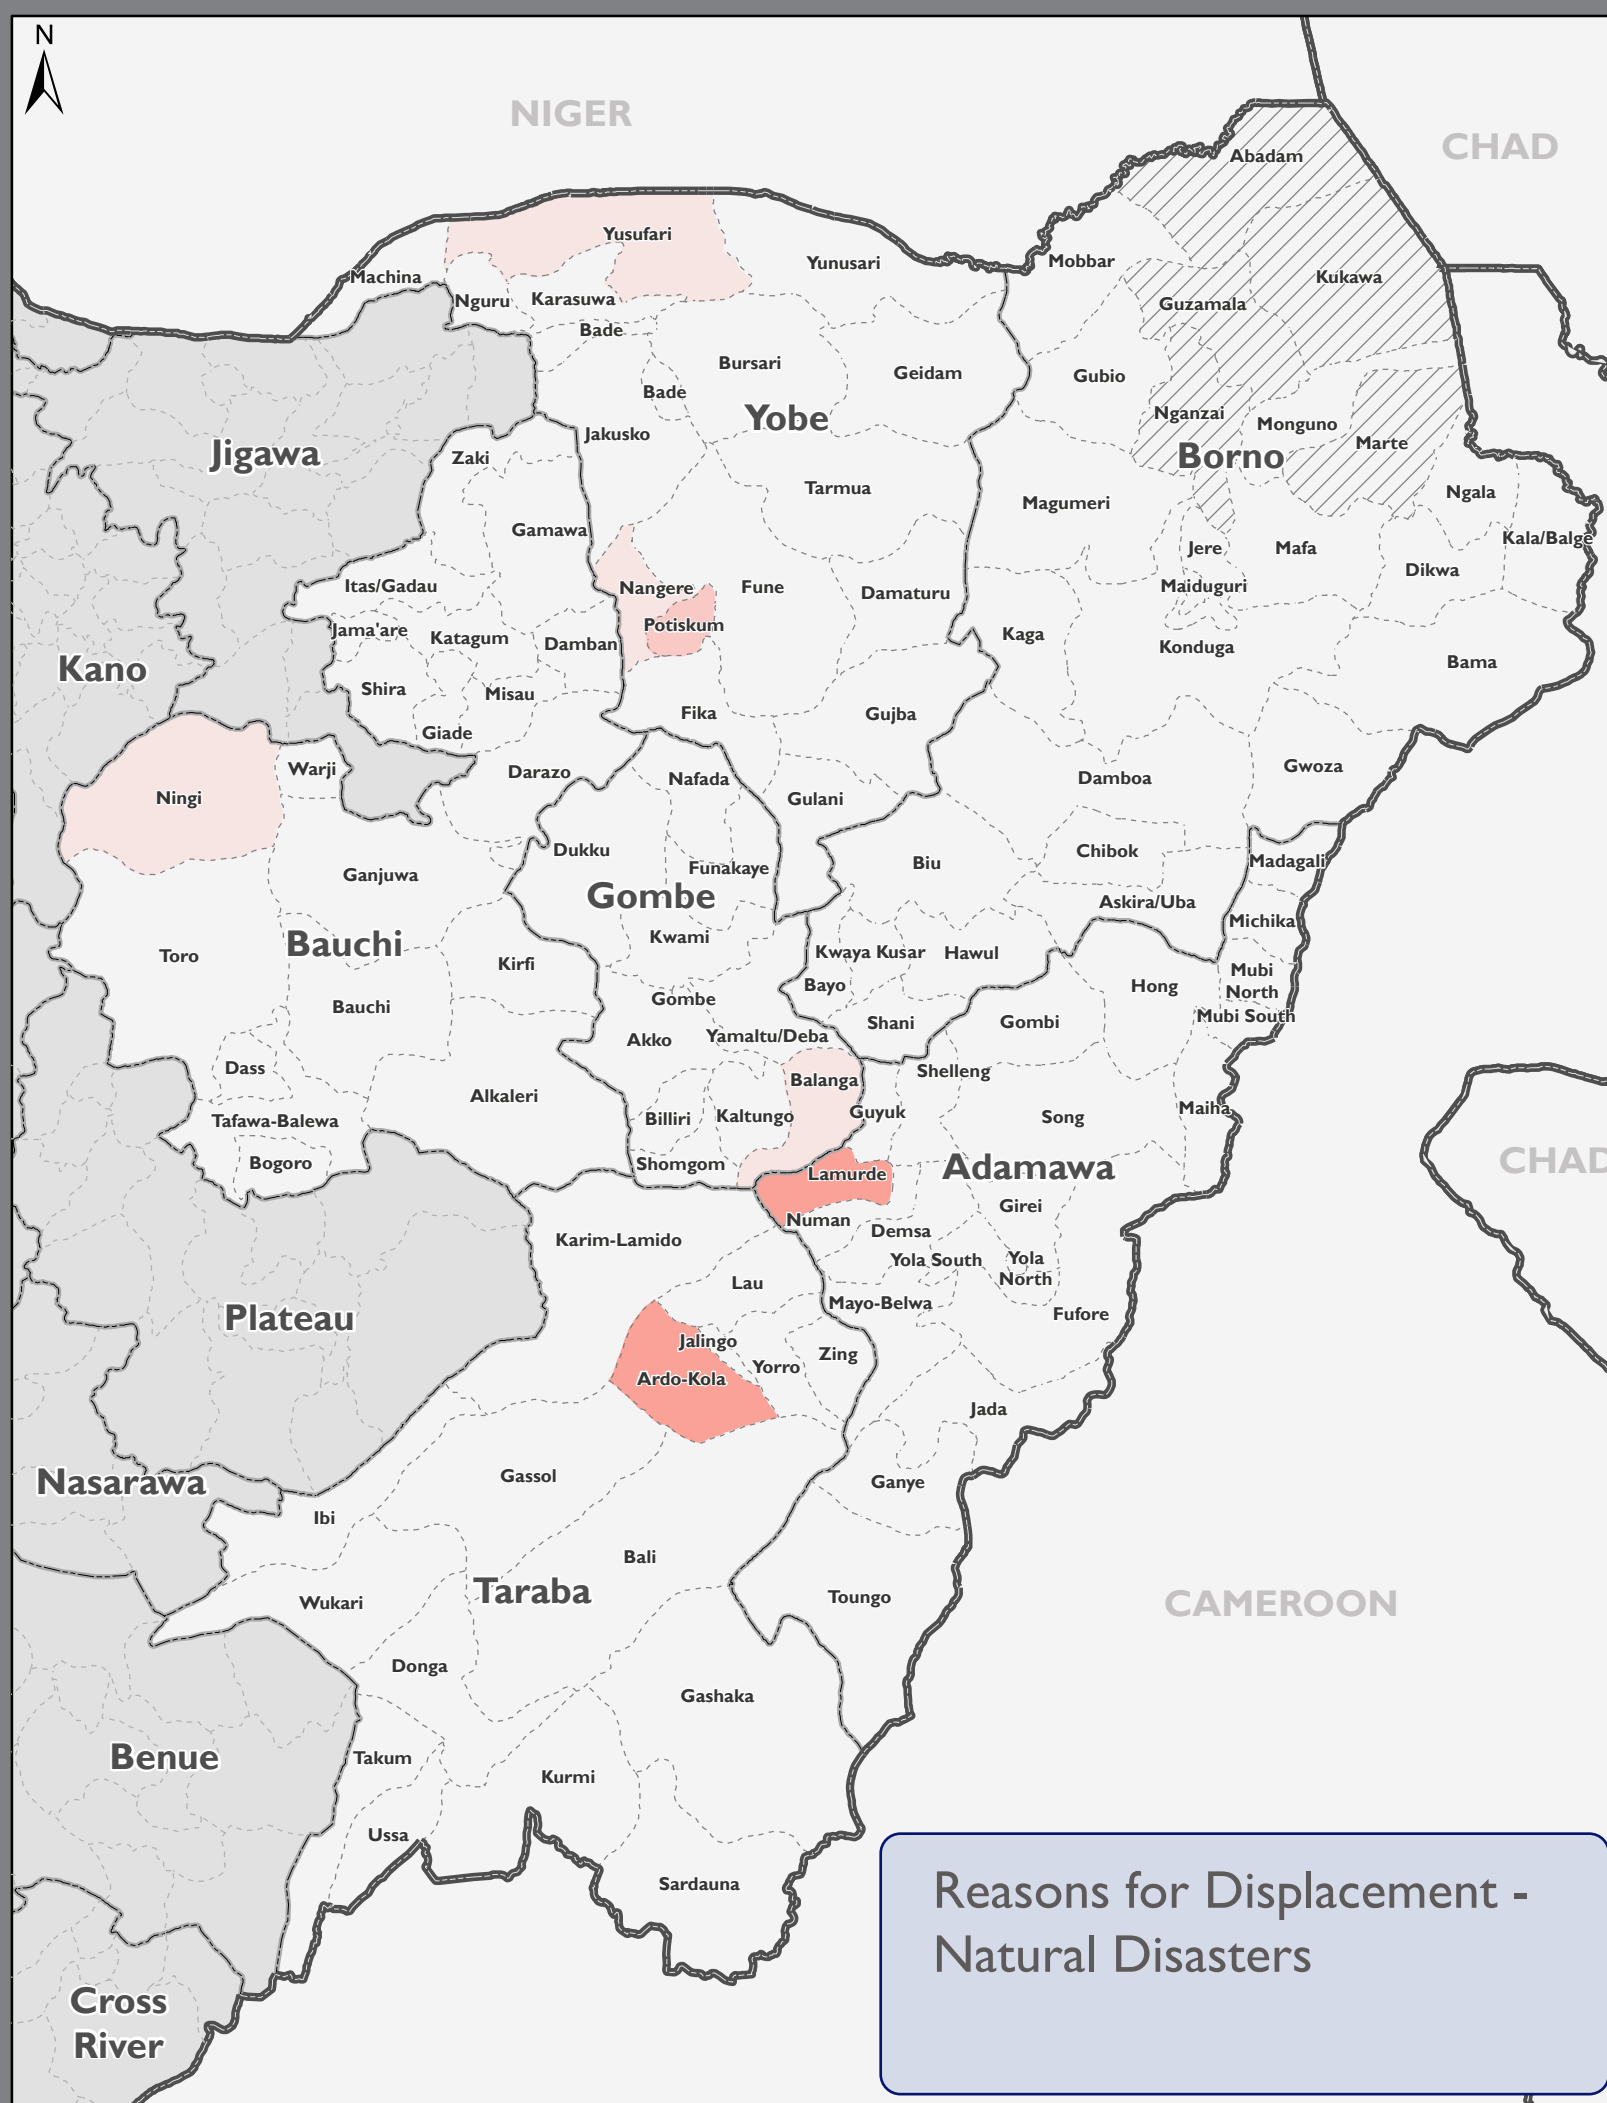 N
NIGER
CHAD
Abadam
Yusufari
Yunusari
Mobbar
Machina
Kukawa
Nguru
Karasuwa
Guzamala
Bade
Bursari
Geidam
Gubio
Bade
Yobe
Nganzai
Monguno
Jakusko
Marte
Jigawa
Zaki
Borno
Tarmua
Ngala
Magumeri
Gamawa
Kala/Balge
Jere
Mafa
Dikwa
Itas/Gadau
Nangere
Fune
Damaturu
Maiduguri
Potiskum
Jama'are
Katagum
Damban
Kaga
Konduga
Kano
Bama
Shira
Misau
Fika
Gujba
Giade
Warji
Darazo
Nafada
Damboa
Gwoza
Ningi
Gulani
Dukku
Chibok
Biu
Madagali
Ganjuwa
Funakaye
Gombe
Askira/Uba
Michika
Kwami
Bauchi
Toro
Kirfi
Kwaya Kusar
Hawul
Mubi
North
Bayo
Hong
Gombe
Bauchi
Mubi South
Shani
Gombi
Akko
Yamaltu/Deba
Dass
Shelleng
Balanga
Alkaleri
Guyuk
Maiha
Billiri
Kaltungo
Song
Tafawa-Balewa
Bogoro
Shomgom
Adamawa
CHAD
Lamurde
Girei
Numan
Demsa
Karim-Lamido
Yola South
Yola
North
Lau
Mayo-Belwa
Fufore
Plateau
Jalingo
Zing
Yorro
Ardo-Kola
Jada
Nasarawa
Gassol
Ganye
Ibi
Bali
Taraba
Toungo
Wukari
CAMEROON
Donga
Gashaka
Benue
Takum
Kurmi
Ussa
Sardauna
Reasons for Displacement -
Natural Disasters
Cross
River